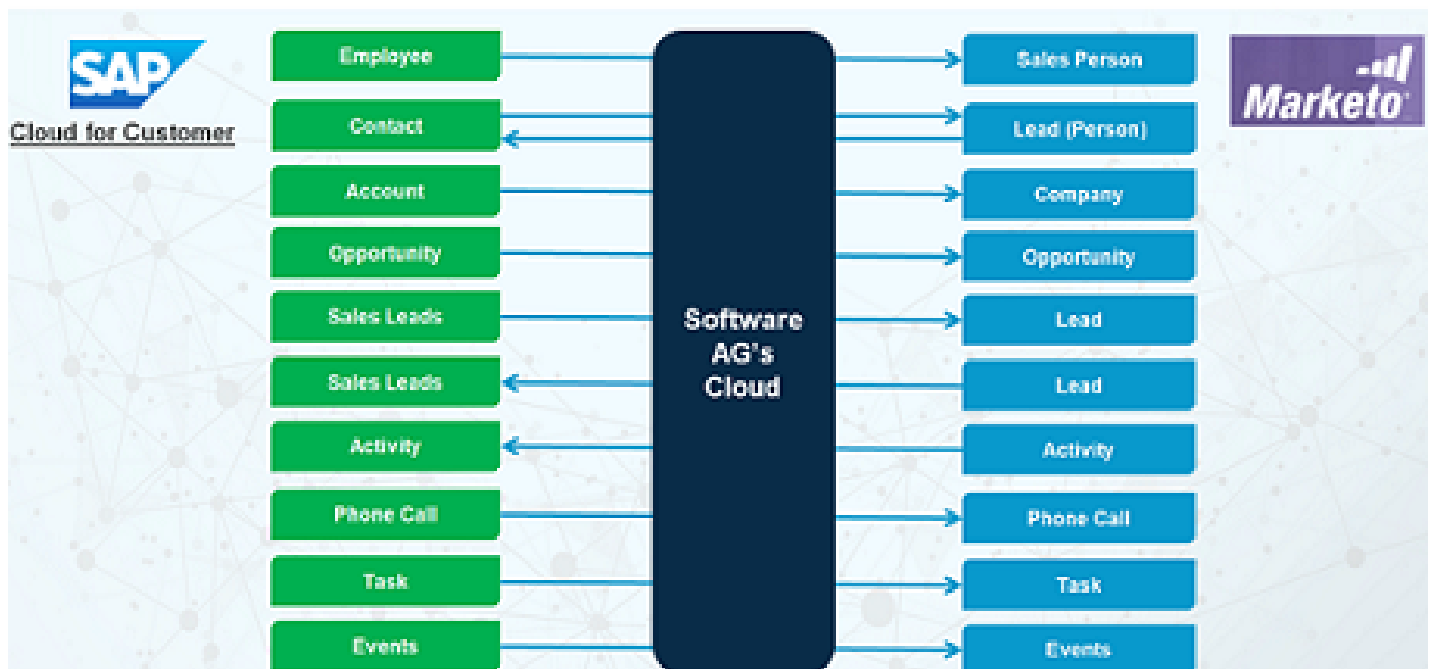 SAP
Cloud for Customer
Employee
Contact
Account
Opportunity
Sales Leads
Sales Leads
Activity
Phone Call
Task
Events
Software
AG's
Cloud
Sales Person
Lead (Person)
Company
Opportunity
Lead
Lead
Activity
Phone Call
Task
Events
Marketo